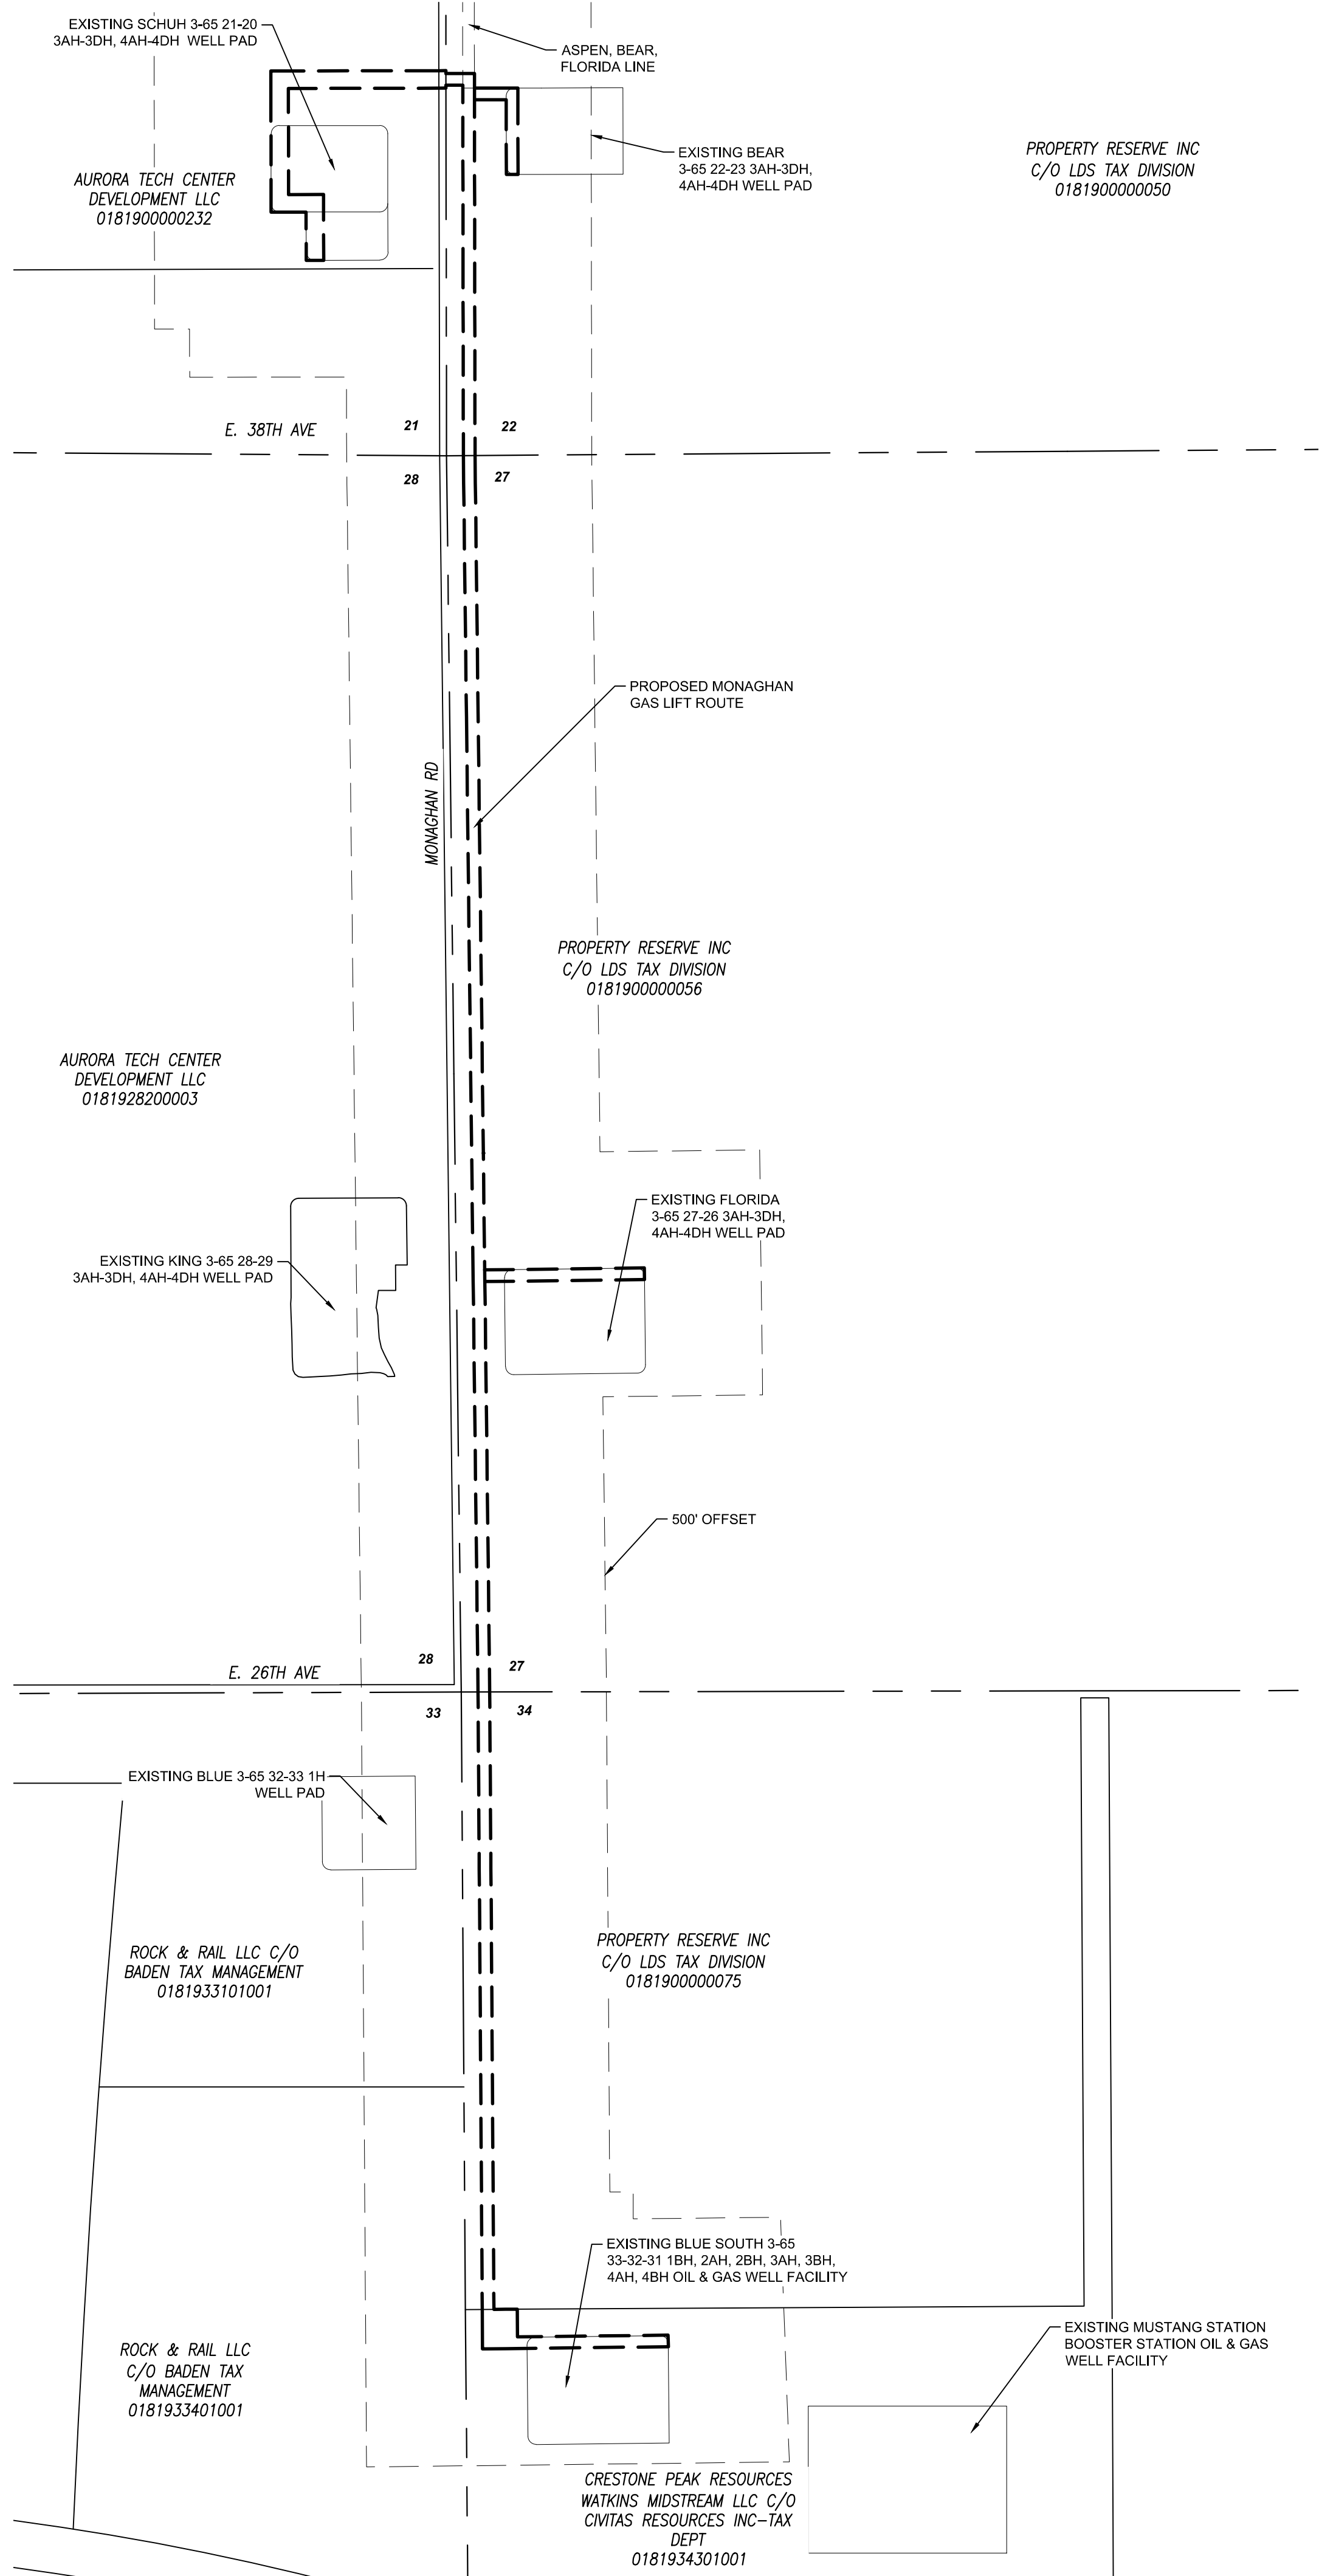 EXISTING SCHUH 3-65 21-20
3AH-3DH, 4AH-4DH WELL PAD
ASPEN, BEAR,
FLORIDA LINE
EXISTING BEAR
3-65 22-23 3AH-3DH,
4AH-4DH WELL PAD
PROPERTY RESERVE INC
C/O LDS TAX DIVISION
0181900000050
AURORA TECH CENTER
DEVELOPMENT LLC
0181900000232
E. 38TH AVE
21
22
28
27
PROPOSED MONAGHAN
GAS LIFT ROUTE
MONAGHAN RD
PROPERTY RESERVE INC
C/O LDS TAX DIVISION
0181900000056
AURORA TECH CENTER
DEVELOPMENT LLC
0181928200003
EXISTING FLORIDA
3-65 27-26 3AH-3DH,
4AH-4DH WELL PAD
EXISTING KING 3-65 28-29
3AH-3DH, 4AH-4DH WELL PAD
500' OFFSET
E. 26TH AVE
28
27
33
34
EXISTING BLUE 3-65 32-33 1H
WELL PAD
ROCK & RAIL LLC C/O
BADEN TAX MANAGEMENT
0181933101001
PROPERTY RESERVE INC
C/O LDS TAX DIVISION
0181900000075
EXISTING BLUE SOUTH 3-65
33-32-31 1BH, 2AH, 2BH, 3AH, 3BH,
4AH, 4BH OIL & GAS WELL FACILITY
EXISTING MUSTANG STATION
BOOSTER STATION OIL & GAS
WELL FACILITY
ROCK & RAIL LLC
C/O BADEN TAX
MANAGEMENT
0181933401001
CRESTONE PEAK RESOURCES
WATKINS MIDSTREAM LLC C/O
CIVITAS RESOURCES INC-TAX
DEPT
0181934301001